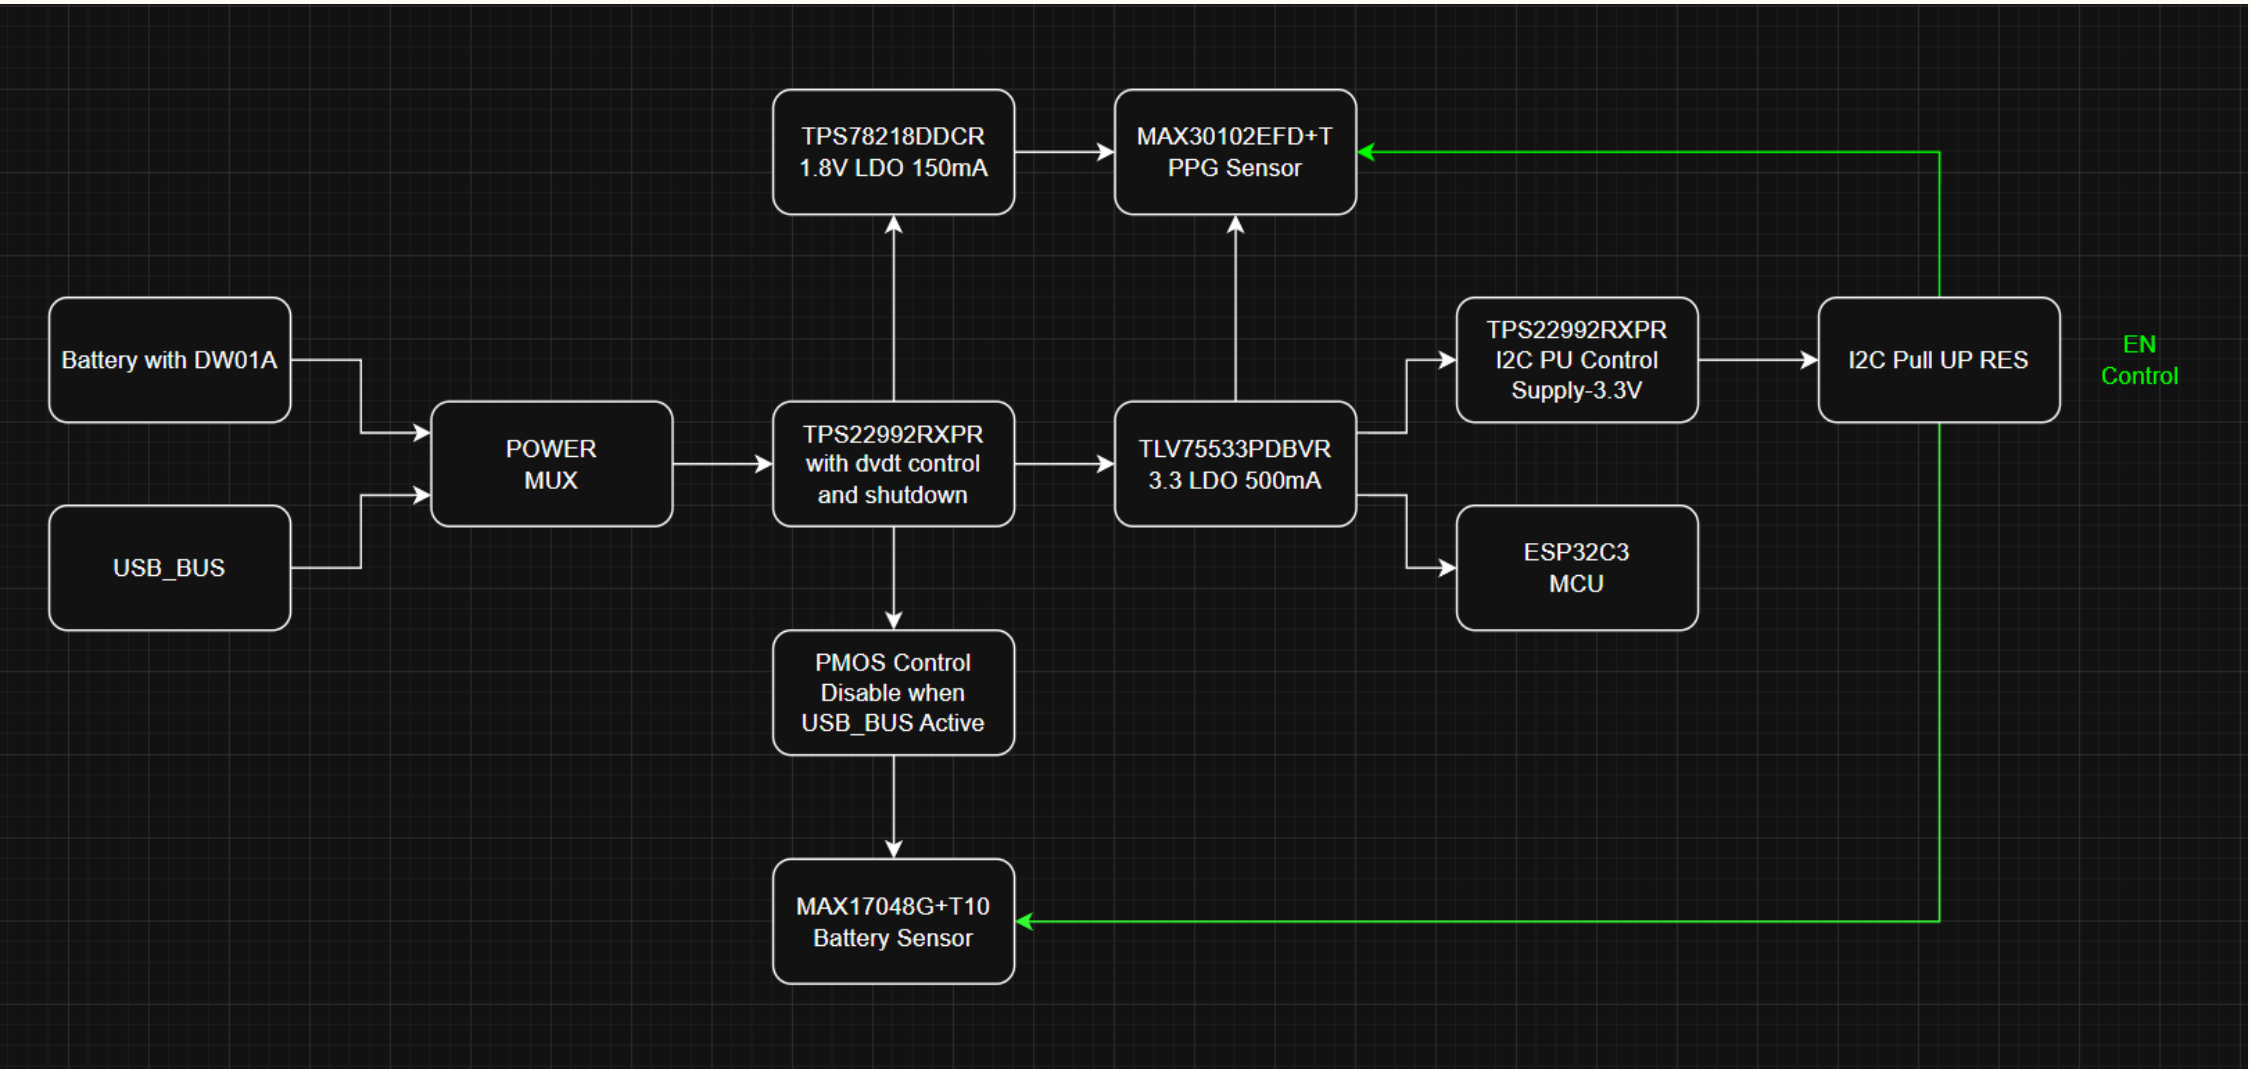 TPS78218DDCR
1.8V LDO 150mA
MAX30102EFD+T
PPG Sensor
Battery with DW01A
USB_BUS
POWER
MUX
TPS22992RXPR
with dvdt control
and shutdown
TLV75533PDBVR
3.3 LDO 500mA
TPS22992RXPR
I2C PU Control
Supply-3.3V
I2C Pull UP RES
EN
Control
ESP32C3
MCU
PMOS Control
Disable when
USB_BUS Active
MAX17048G+T10
Battery Sensor